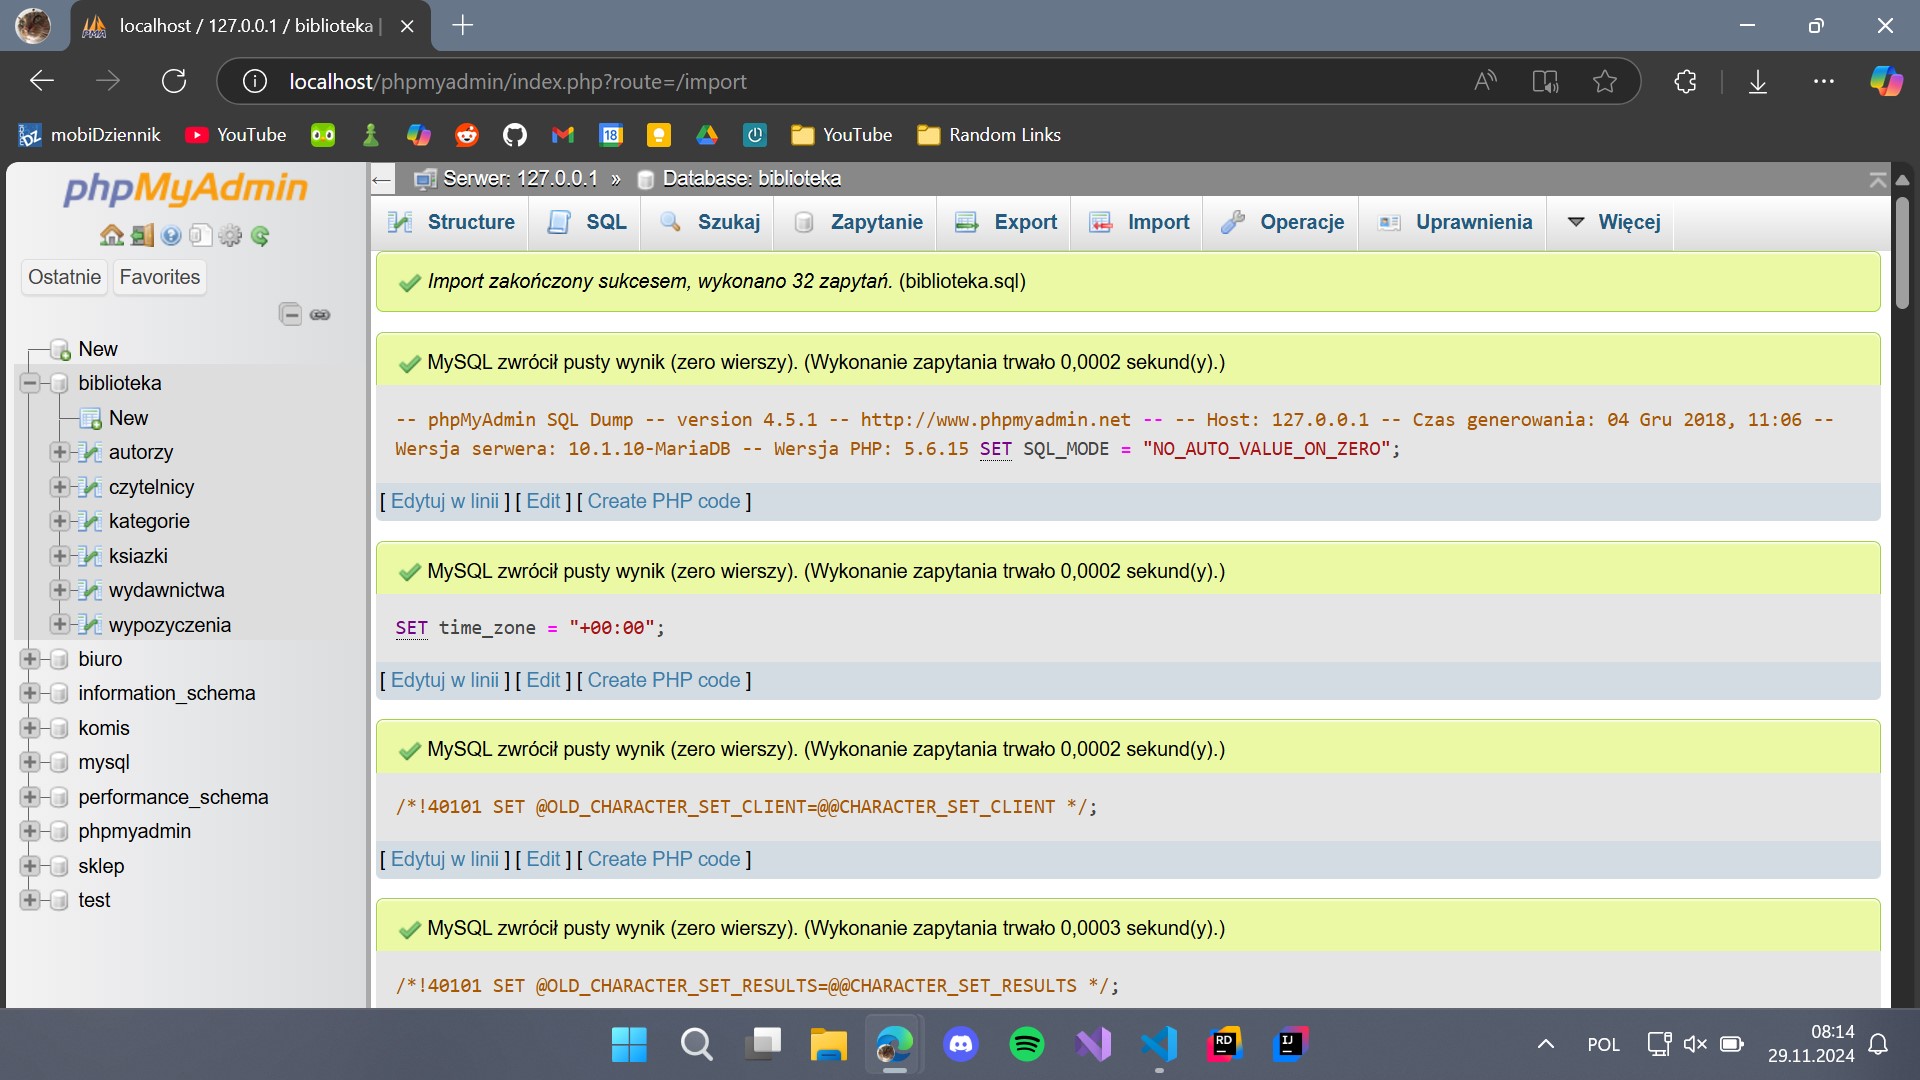 localhost / 127.0.0.1 / biblioteka |
localhost/phpmyadmin/index.php?route=/import
mobiDziennik
YouTube
18
YouTube
Random Links
phpMyAdmin
Ostatnie
Favorites
New
biblioteka
New
autorzy
czytelnicy
kategorie
ksiazki
wydawnictwa
wypozyczenia
biuro
information_schema
komis
mysql
performance_schema
phpmyadmin
sklep
test
Serwer: 127.0.0.1 » Database: biblioteka
Structure
SQL
Szukaj
Zapytanie
Export
Import
Operacje
Uprawnienia
Więcej
Import zakończony sukcesem, wykonano 32 zapytań. (biblioteka.sql)
MySQL zwrócił pusty wynik (zero wierszy). (Wykonanie zapytania trwało 0,0002 sekund(y).)
-- phpMyAdmin SQL Dump -- version 4.5.1 -- http://www.phpmyadmin.net -- -- Host: 127.0.0.1 -- Czas generowania: 04 Gru 2018, 11:06 --
Wersja serwera: 10.1.10-MariaDB -- Wersja PHP: 5.6.15 SET SQL_MODE = "NO_AUTO_VALUE_ON_ZERO";
[ Edytuj w linii ] [ Edit ] [ Create PHP code ]
MySQL zwrócił pusty wynik (zero wierszy). (Wykonanie zapytania trwało 0,0002 sekund(y).)
SET time_zone = "+00:00";
[ Edytuj w linii ] [ Edit ] [ Create PHP code ]
MySQL zwrócił pusty wynik (zero wierszy). (Wykonanie zapytania trwało 0,0002 sekund(y).)
/*!40101 SET @OLD_CHARACTER_SET_CLIENT=@@CHARACTER_SET_CLIENT */;
[ Edytuj w linii ] [ Edit ] [ Create PHP code ]
MySQL zwrócił pusty wynik (zero wierszy). (Wykonanie zapytania trwało 0,0003 sekund(y).)
/*!40101 SET @OLD_CHARACTER_SET_RESULTS=@@CHARACTER_SET_RESULTS */;
RD
IJ
POL
08:14
29.11.2024